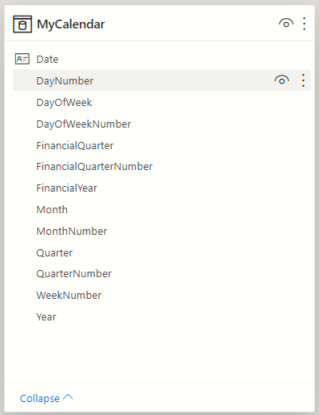 MyCalendar
Date
DayNumber
DayOfWeek
DayOfWeekNumber
FinancialQuarter
FinancialQuarterNumber
FinancialYear
Month
MonthNumber
Quarter
QuarterNumber
WeekNumber
Year
Collapse